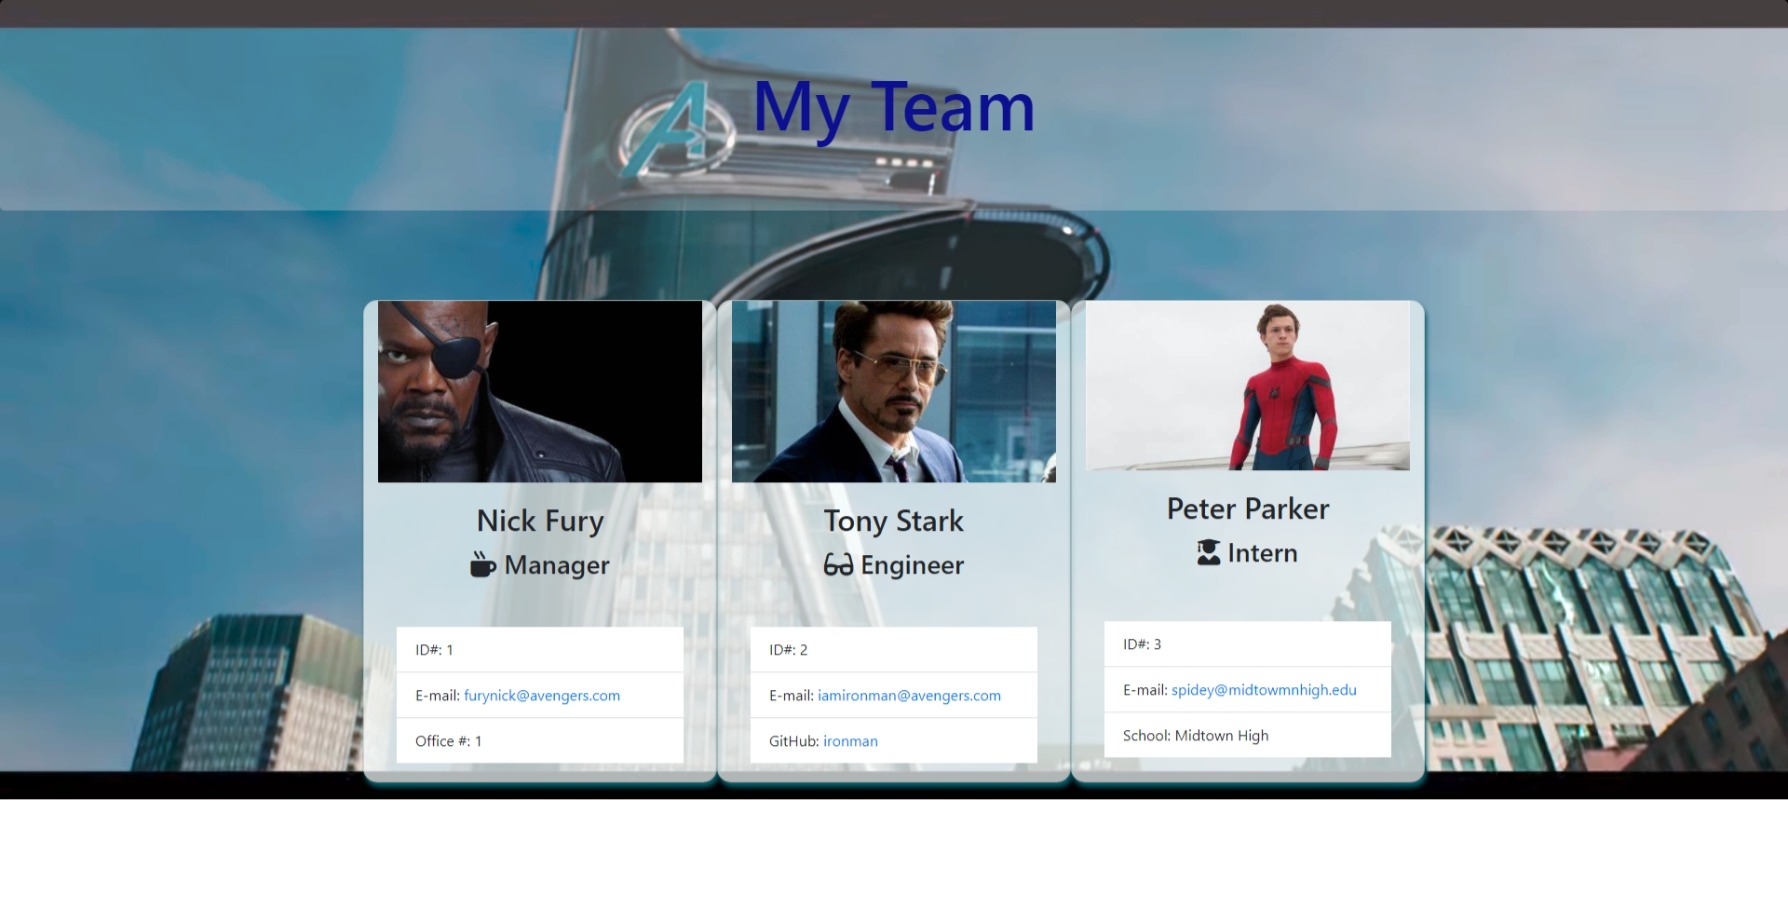 My Team
Nick Fury
Manager
ID#: 1
E-mail: furynick@avengers.com
Office #: 1
Tony Stark
Engineer
ID#: 2
E-mail: iamironman@avengers.com
GitHub: ironman
Peter Parker
Intern
ID#: 3
E-mail: spidey@midtowmnhigh.edu
School: Midtown High